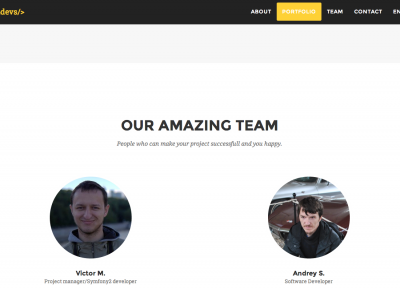 devs/>
ABOUT PORTFOLIO TEAM CONTACT EN
OUR AMAZING TEAM
People who can make your project successfull and you happy.
Victor M. Andrey S.
Project manager/Symfony2 developer Software Developer